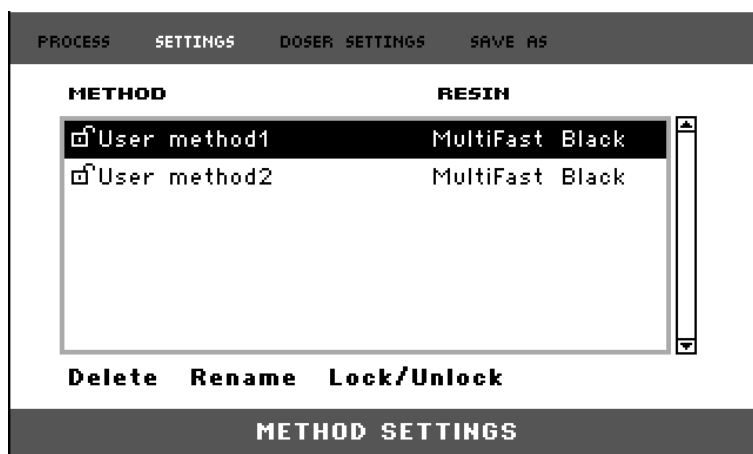 PROCESS SETTINGS DOSER SETTINGS SAVE AS
METHOD RESIN
User method1 MultiFast Black
User method2 MultiFast Black
Delete Rename Lock/Unlock
METHOD SETTINGS